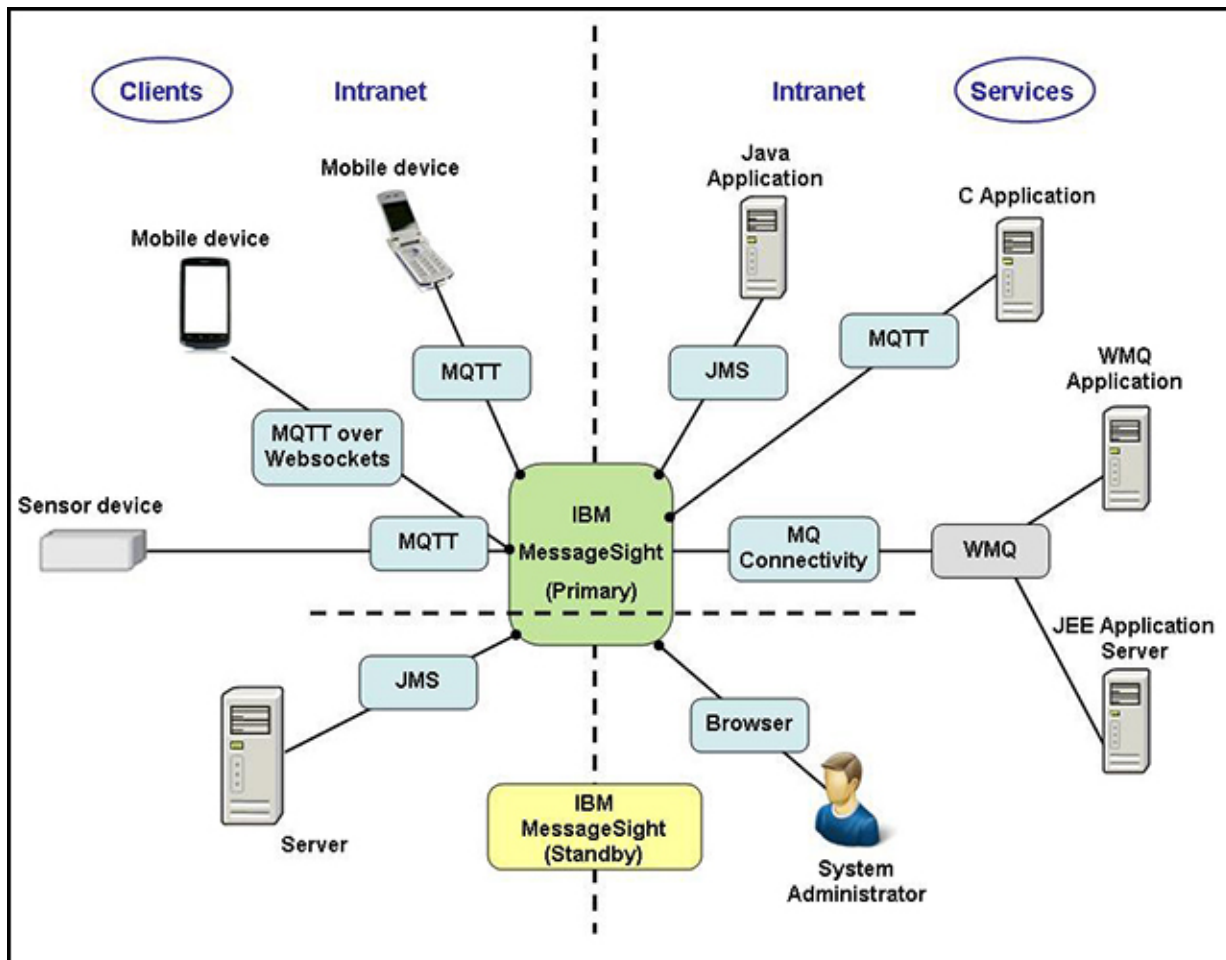 Clients
Intranet
Intranet
Services
Mobile device
Mobile device
Java
Application
C Application
MQTT
JMS
MQTT
WMQ
Application
MQTT over
Websockets
Sensor device
MQTT
IBM
MessageSight
(Primary)
MQ
Connectivity
WMQ
JEE Application
Server
JMS
Browser
Server
IBM
MessageSight
(Standby)
System
Administrator